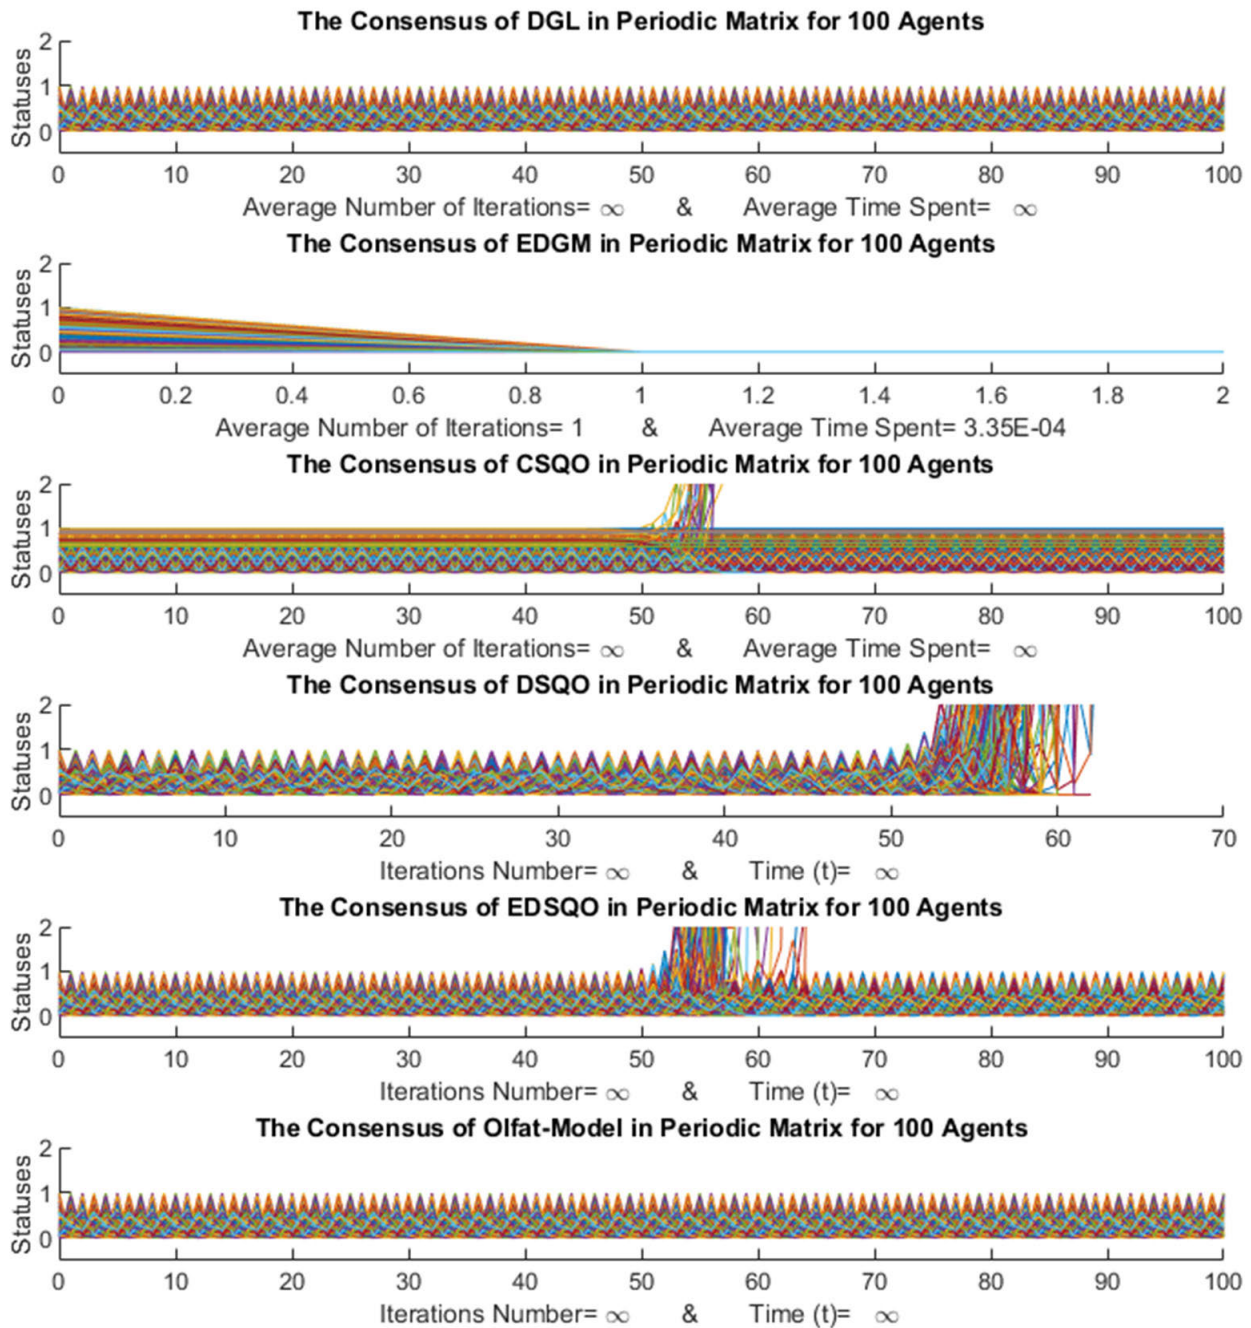 The Consensus of DGL in Periodic Matrix for 100 Agents
Statuses
2
1
0
0 10 20 30 40 50 60 70 80 90 100
Average Number of Iterations= ∞ & Average Time Spent= ∞
The Consensus of EDGM in Periodic Matrix for 100 Agents
Statuses
2
1
0
0 0.2 0.4 0.6 0.8 1 1.2 1.4 1.6 1.8 2
Average Number of Iterations= 1 & Average Time Spent= 3.35E-04
The Consensus of CSQO in Periodic Matrix for 100 Agents
Statuses
2
1
0
0 10 20 30 40 50 60 70 80 90 100
Average Number of Iterations= ∞ & Average Time Spent= ∞
The Consensus of DSQO in Periodic Matrix for 100 Agents
Statuses
2
1
0
0 10 20 30 40 50 60 70
Iterations Number= ∞ & Time (t)= ∞
The Consensus of EDSQO in Periodic Matrix for 100 Agents
Statuses
2
1
0
0 10 20 30 40 50 60 70 80 90 100
Iterations Number= ∞ & Time (t)= ∞
The Consensus of Olfat-Model in Periodic Matrix for 100 Agents
Statuses
2
1
0
0 10 20 30 40 50 60 70 80 90 100
Iterations Number= ∞ & Time (t)= ∞